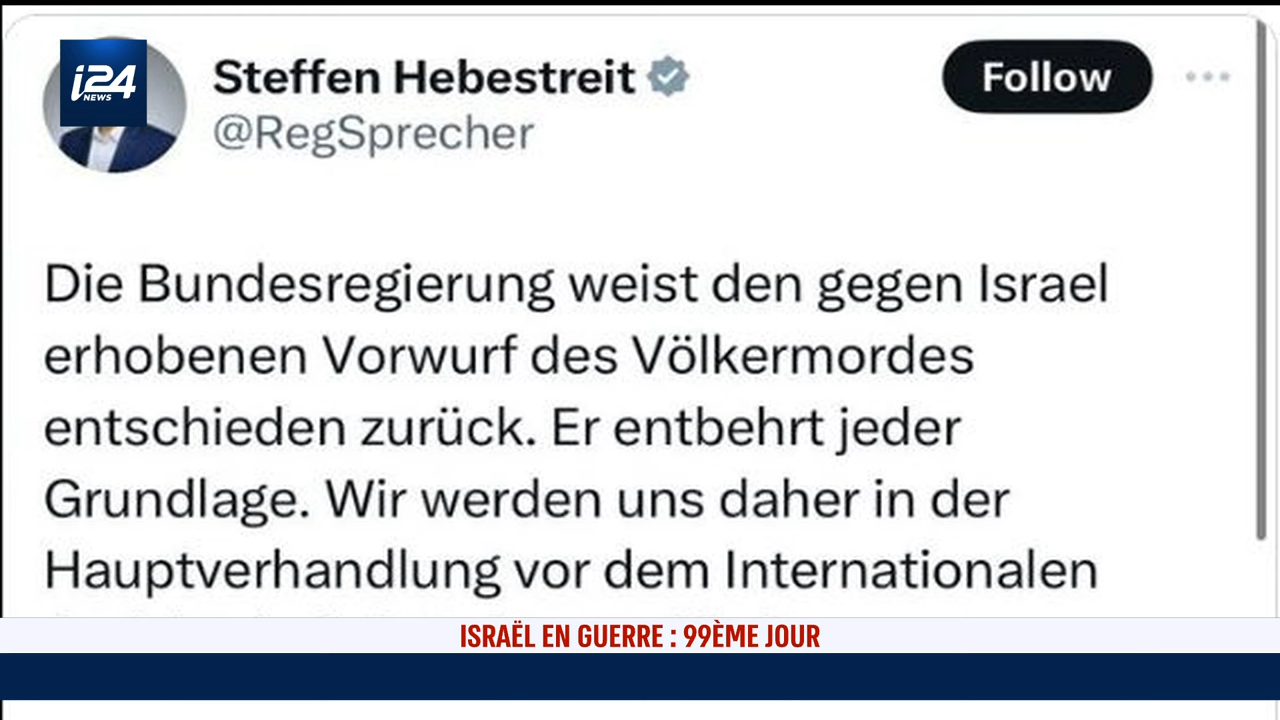 i24
NEWS
Steffen Hebestreit
@RegSprecher
Follow
Die Bundesregierung weist den gegen Israel
erhobenen Vorwurf des Völkermordes
entschieden zurück. Er entbehrt jeder
Grundlage. Wir werden uns daher in der
Hauptverhandlung vor dem Internationalen
ISRAËL EN GUERRE : 99ÈME JOUR